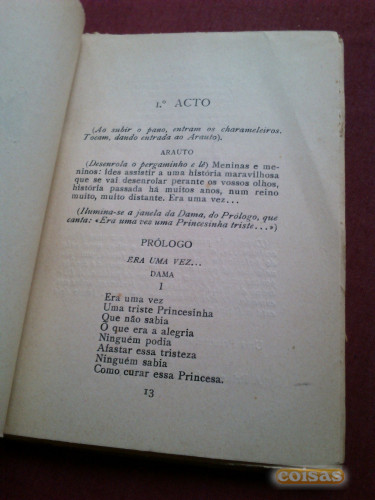 1.º ACTO
(Ao subir o pano, entram os charameleiros.
Tocam, dando entrada ao Arauto).
ARAUTO
(Desenrola o pergaminho e lê) Meninas e me-
ninos: ides assistir a uma história maravilhosa
que se vai desenrolar perante os vossos olhos,
história passada há muitos anos, num reino
muito, muito distante. Era uma vez...
(Ilumina-se a janela da Dama, do Prólogo, que
canta: «Era uma vez uma Princesinha triste...»)
PRÓLOGO
ERA UMA VEZ...
DAMA
I
Era uma vez
Uma triste Princesinha
Que não sabia
O que era a alegria
Ninguém podia
Afastar essa tristeza
Ninguém sabia
Como curar essa Princesa.
13
coisas